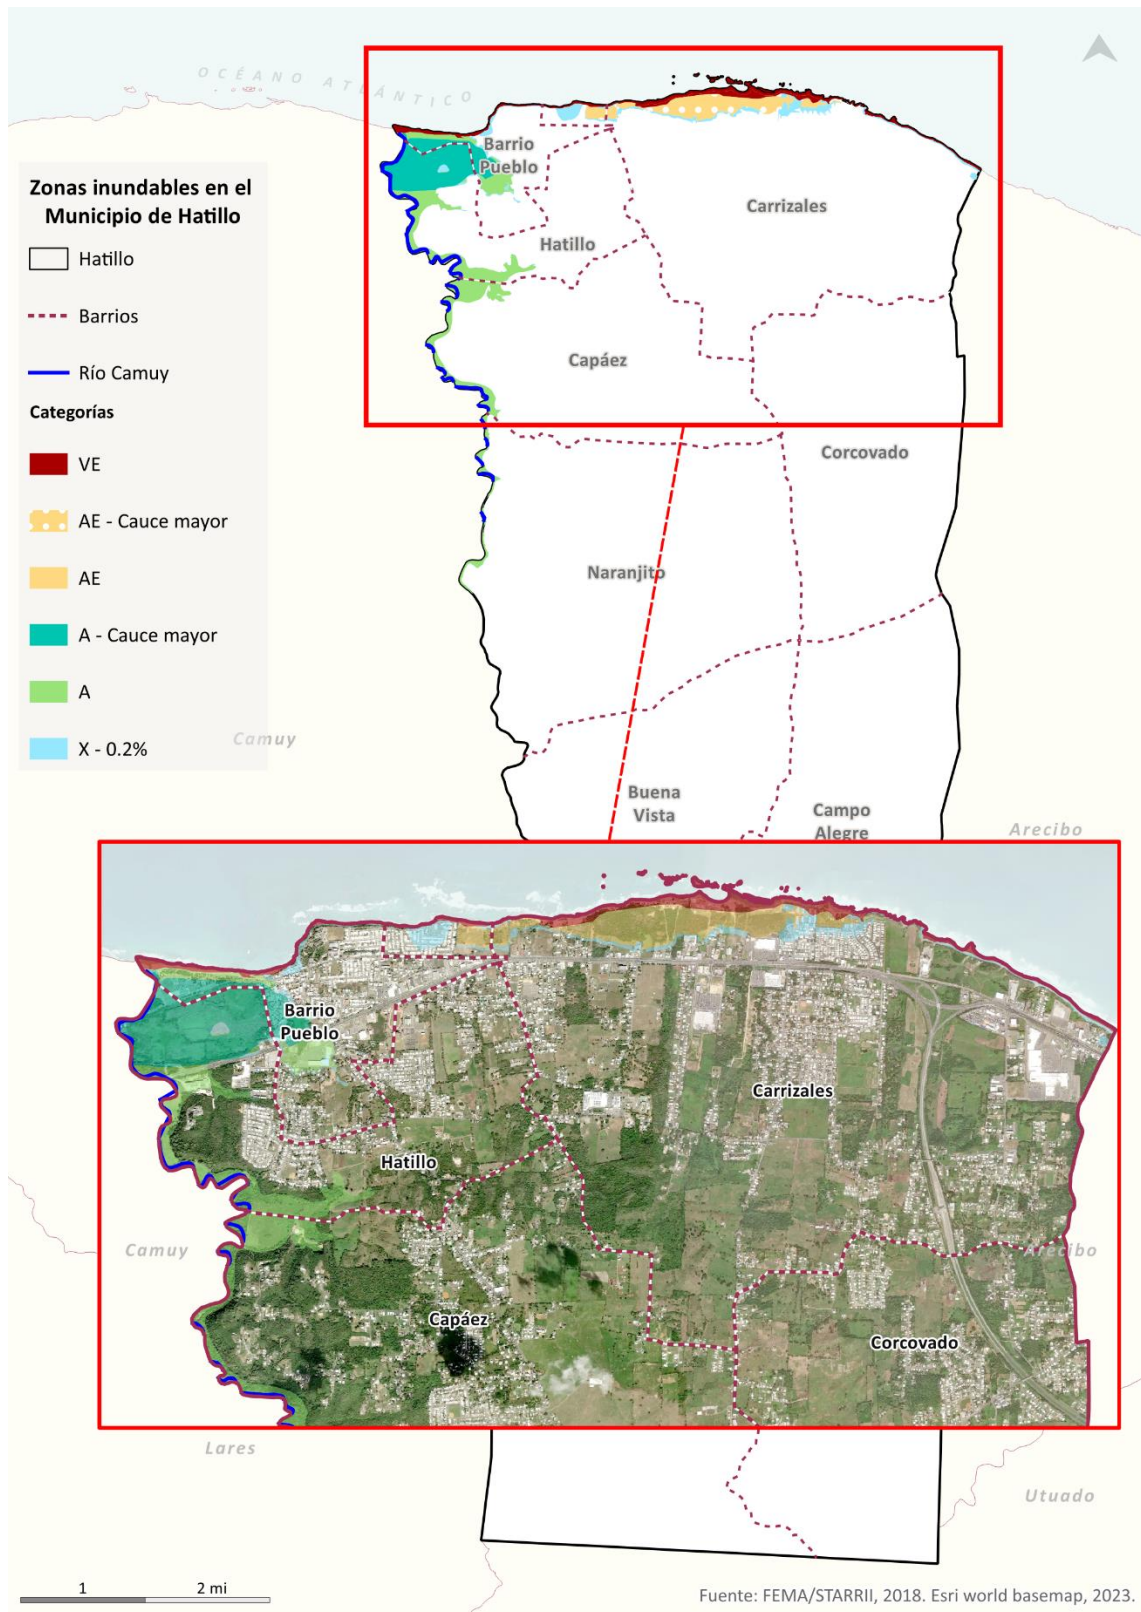 OCÉANO ATLÁNTICO
Zonas inundables en el
Municipio de Hatillo
Hatillo
Barrios
Río Camuy
Categorías
VE
AE - Cauce mayor
AE
A - Cauce mayor
A
X - 0.2%
Barrio
Pueblo
Carrizales
Hatillo
Capáez
Corcovado
Naranjito
Camuy
Buena
Vista
Campo
Alegre
Arecibo
Barrio
Pueblo
Carrizales
Hatillo
Camuy
Arecibo
Capáez
Corcovado
Lares
Utuado
1
2 mi
Fuente: FEMA/STARRII, 2018. Esri world basemap, 2023.